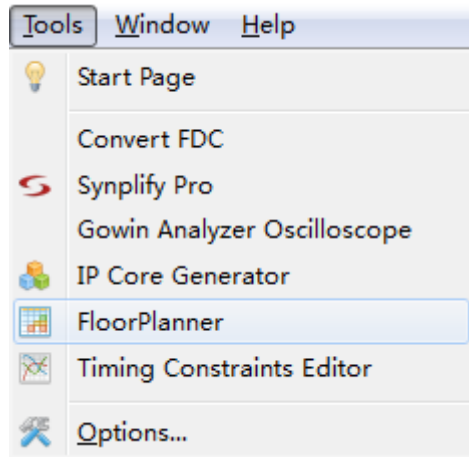 Tools Window Help
Start Page
Convert FDC
Synplify Pro
Gowin Analyzer Oscilloscope
IP Core Generator
FloorPlanner
Timing Constraints Editor
Options...